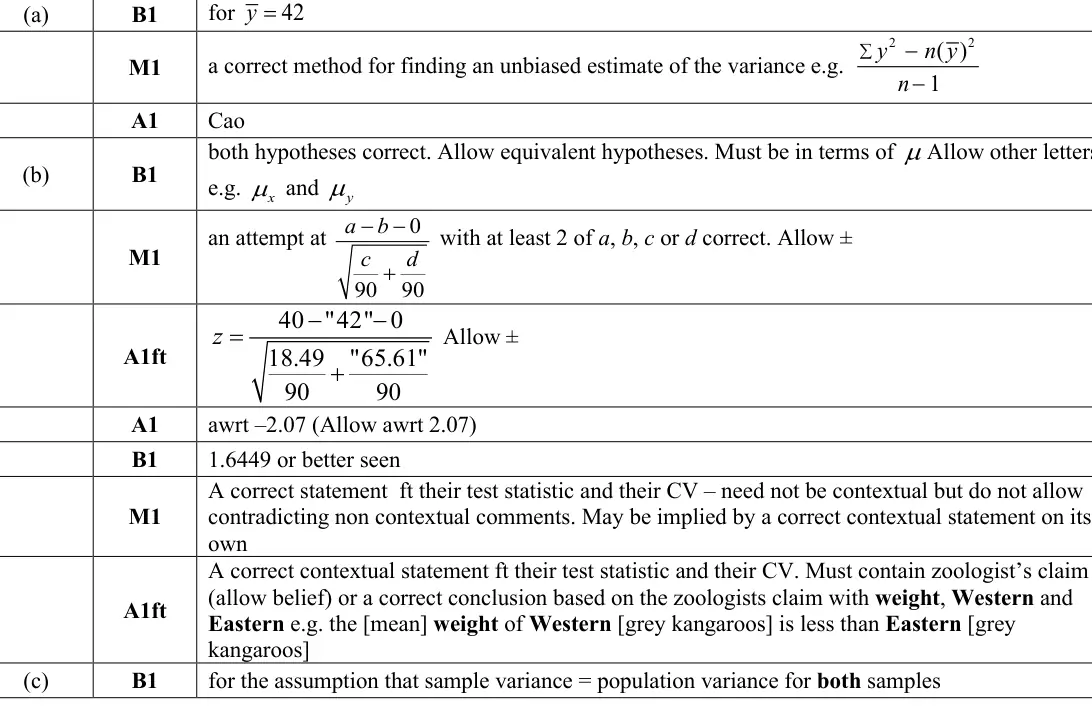 (a) B1 for y̅ = 42
M1 a correct method for finding an unbiased estimate of the variance e.g. (Σy² − n(y̅)²)/(n − 1)
A1 Cao
(b) B1 both hypotheses correct. Allow equivalent hypotheses. Must be in terms of μ Allow other letters
e.g. μₓ and μᵧ
M1 an attempt at (a − b − 0)/√(c/90 + d/90) with at least 2 of a, b, c or d correct. Allow ±
A1ft z = (40 − "42" − 0)/√(18.49/90 + "65.61"/90) Allow ±
A1 awrt –2.07 (Allow awrt 2.07)
B1 1.6449 or better seen
M1 A correct statement ft their test statistic and their CV – need not be contextual but do not allow
contradicting non contextual comments. May be implied by a correct contextual statement on its
own
A1ft A correct contextual statement ft their test statistic and their CV. Must contain zoologist's claim
(allow belief) or a correct conclusion based on the zoologists claim with weight, Western and
Eastern e.g. the [mean] weight of Western [grey kangaroos] is less than Eastern [grey
kangaroos]
(c) B1 for the assumption that sample variance = population variance for both samples